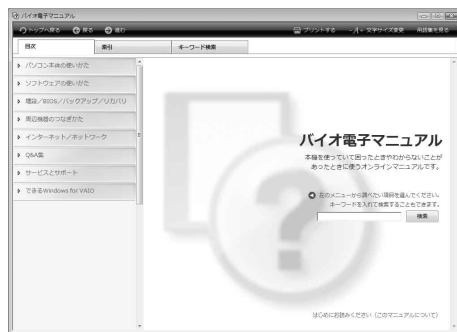 バイオ電子マニュアル
トップへ戻る 戻る 進む プリントする -／＋ 文字サイズ変更 用語集を見る
目次 索引 キーワード検索
パソコン本体の使いかた
ソフトウェアの使いかた
増設／BIOS／バックアップ／リカバリ
周辺機器のつなぎかた
インターネット／ネットワーク
Q&A集
サービスとサポート
できるWindows for VAIO
バイオ電子マニュアル
本機を使っていて困ったときやわからないことが
あったときに使うオンラインマニュアルです。
左のメニューから調べたい項目を選んでください。
キーワードを入れて検索することもできます。
検索
はじめにお読みください（このマニュアルについて）